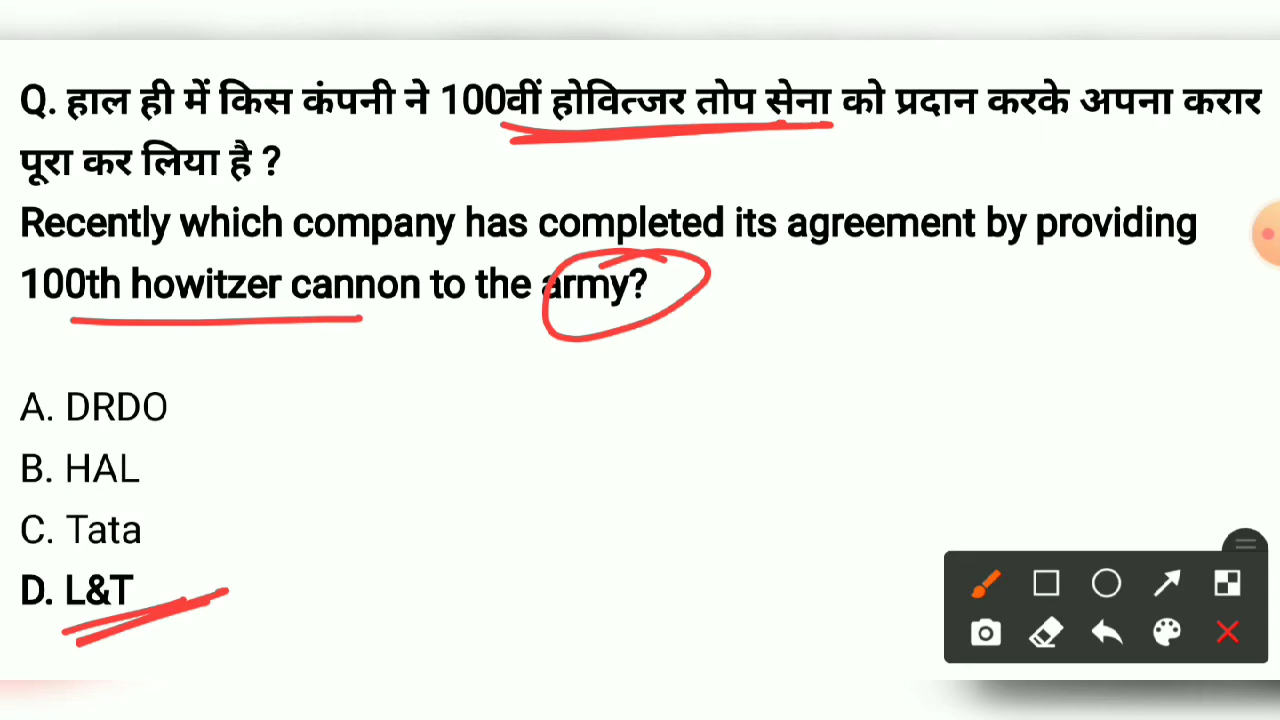 Q. हाल ही में किस कंपनी ने 100वीं होवित्जर तोप सेना को प्रदान करके अपना करार
पूरा कर लिया है ?
Recently which company has completed its agreement by providing
100th howitzer cannon to the army?
A. DRDO
B. HAL
C. Tata
D. L&T